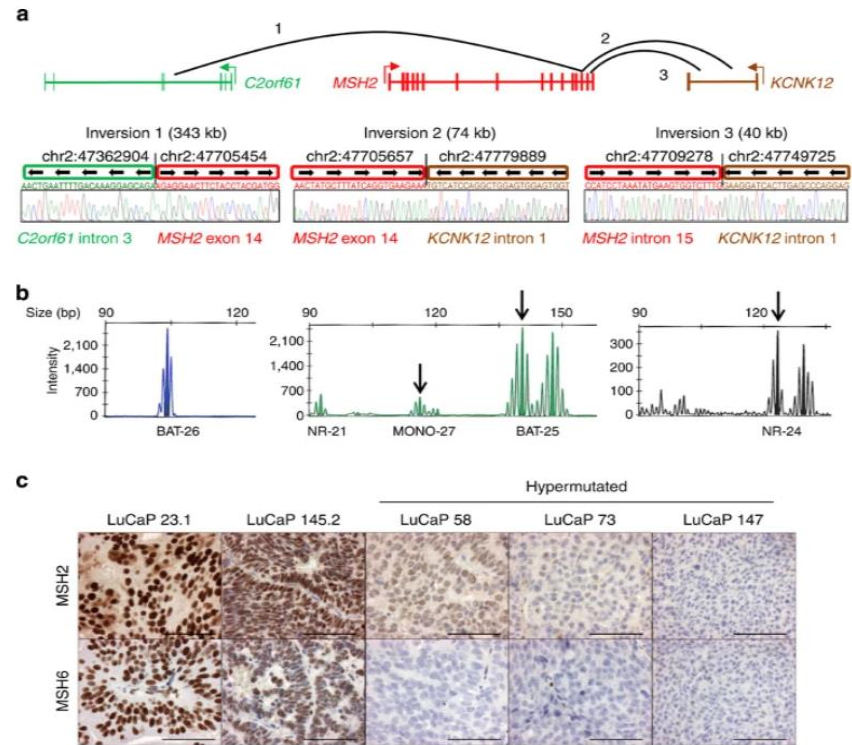 a
1
2
3
C2orf61
MSH2
KCNK12
Inversion 1 (343 kb)
Inversion 2 (74 kb)
Inversion 3 (40 kb)
chr2:47362904 chr2:47705454
chr2:47705657 chr2:47779889
chr2:47709278 chr2:47749725
C2orf61 intron 3 MSH2 exon 14
MSH2 exon 14 KCNK12 intron 1
MSH2 intron 15 KCNK12 intron 1
b
Size (bp) 90 120
90 120 150
90 120
Intensity
2,100
1,400
700
0
2,100
1,400
700
0
300
200
100
0
BAT-26
NR-21 MONO-27 BAT-25
NR-24
c
Hypermutated
LuCaP 23.1 LuCaP 145.2 LuCaP 58 LuCaP 73 LuCaP 147
MSH2
MSH6